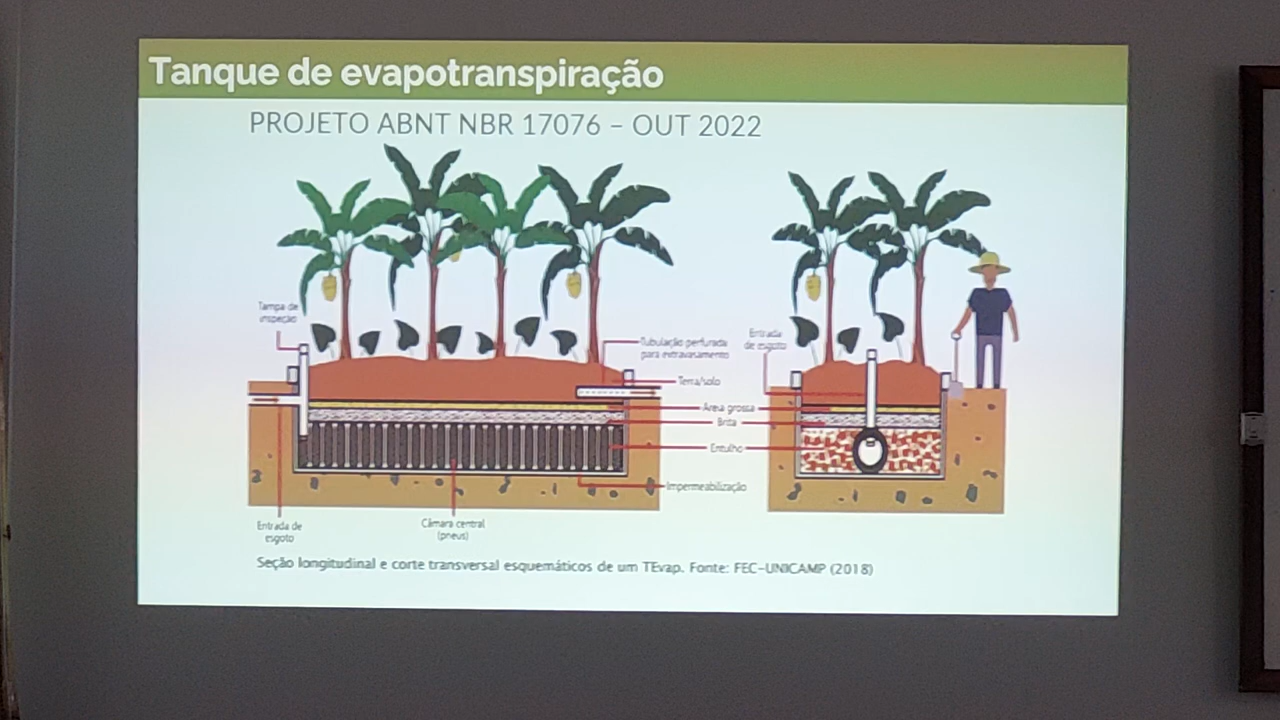 Tanque de evapotranspiração
PROJETO ABNT NBR 17076 – OUT 2022
Tampa de
inspeção
Tubulação perfurada
para extravasamento
Entrada
de esgoto
Terra/solo
Areia grossa
Brita
Entulho
Impermeabilização
Entrada de
esgoto
Câmara central
(pneus)
Seção longitudinal e corte transversal esquemáticos de um TEvap. Fonte: FEC-UNICAMP (2018)